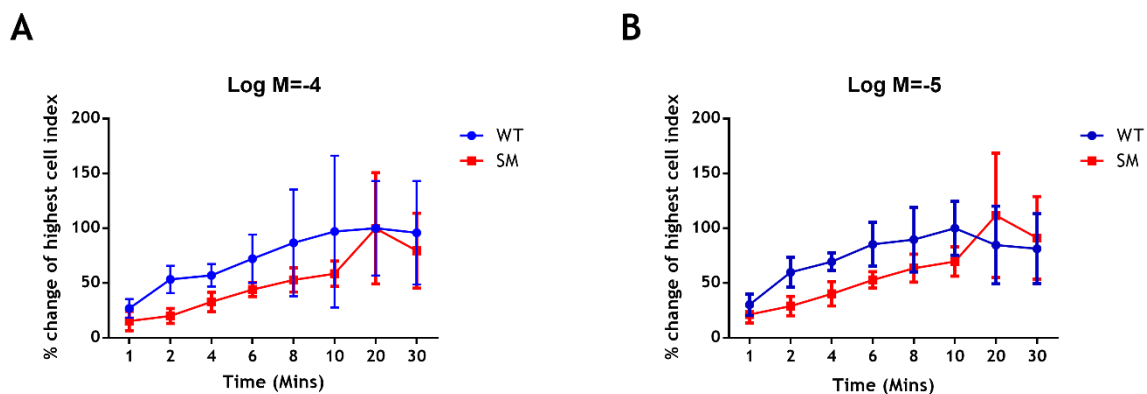 A
Log M=-4
% change of highest cell index
200
150
100
50
0
1 2 4 6 8 10 20 30
Time (Mins)
WT
SM
B
Log M=-5
% change of highest cell index
200
150
100
50
0
1 2 4 6 8 10 20 30
Time (Mins)
WT
SM